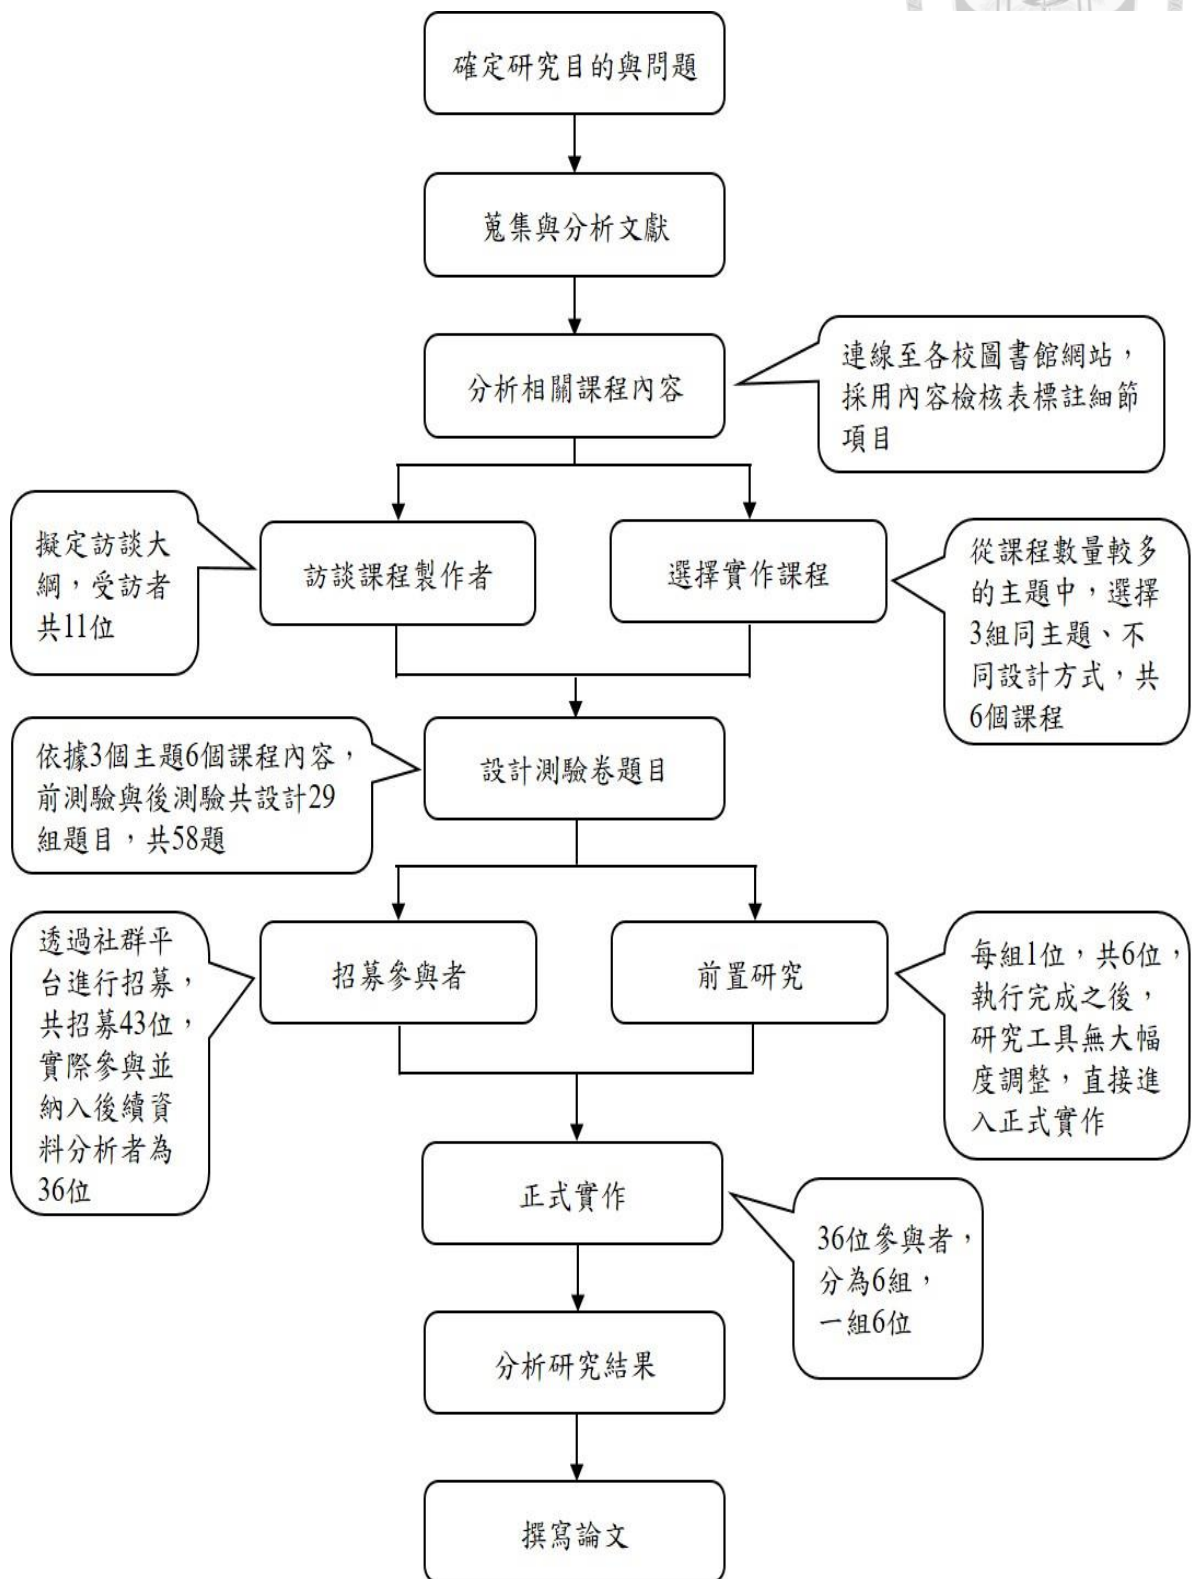 確定研究目的與問題
蒐集與分析文獻
分析相關課程內容
連線至各校圖書館網站，
採用內容檢核表標註細節
項目
擬定訪談大
綱，受訪者
共11位
訪談課程製作者
選擇實作課程
從課程數量較多
的主題中，選擇
3組同主題、不
同設計方式，共
6個課程
依據3個主題6個課程內容，
前測驗與後測驗共設計29
組題目，共58題
設計測驗卷題目
透過社群平
台進行招募，
共招募43位，
實際參與並
納入後續資
料分析者為
36位
招募參與者
前置研究
每組1位，共6位，
執行完成之後，
研究工具無大幅
度調整，直接進
入正式實作
正式實作
36位參與者，
分為6組，
一組6位
分析研究結果
撰寫論文